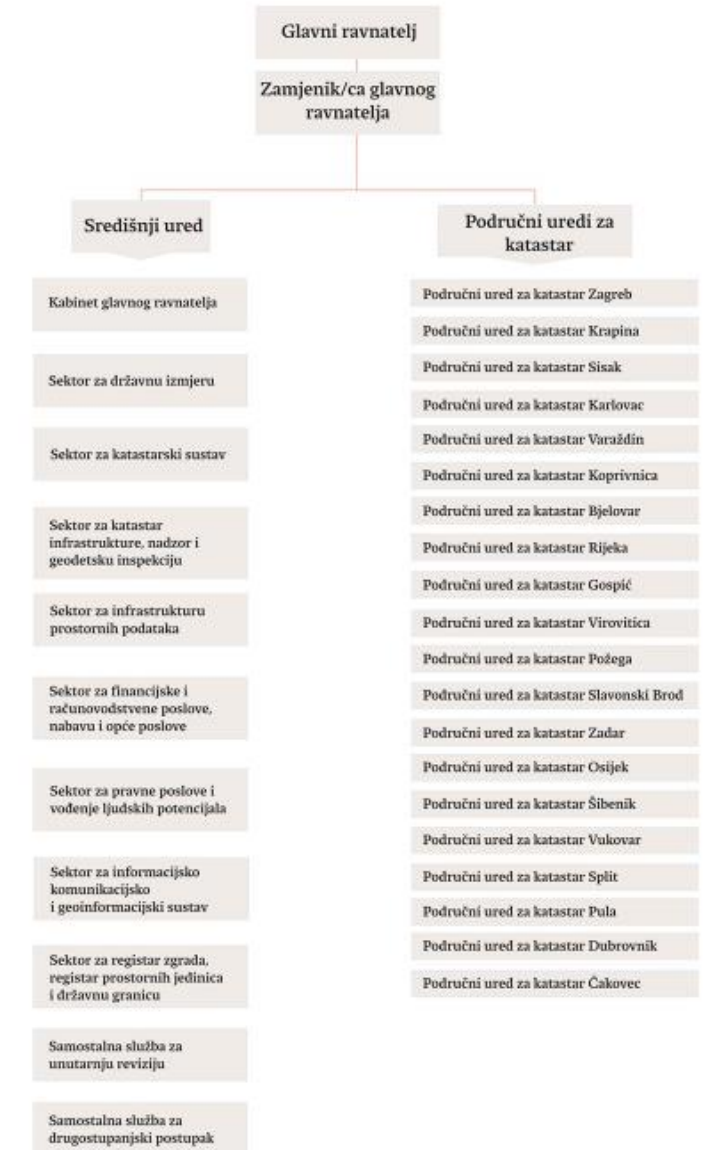 Glavni ravnatelj
Zamjenik/ca glavnog
ravnatelja
Središnji ured
Kabinet glavnog ravnatelja
Sektor za državnu izmjeru
Sektor za katastarski sustav
Sektor za katastar
infrastrukture, nadzor i
geodetsku inspekciju
Sektor za infrastrukturu
prostornih podataka
Sektor za financijske i
računovodstvene poslove,
nabavu i opće poslove
Sektor za pravne poslove i
vođenje ljudskih potencijala
Sektor za informacijsko
komunikacijsko
i geoinformacijski sustav
Sektor za registar zgrada,
registar prostornih jedinica
i državnu granicu
Samostalna služba za
unutarnju reviziju
Samostalna služba za
drugostupanjski postupak
Područni uredi za
katastar
Područni ured za katastar Zagreb
Područni ured za katastar Krapina
Područni ured za katastar Sisak
Područni ured za katastar Karlovac
Područni ured za katastar Varaždin
Područni ured za katastar Koprivnica
Područni ured za katastar Bjelovar
Područni ured za katastar Rijeka
Područni ured za katastar Gospić
Područni ured za katastar Virovitica
Područni ured za katastar Požega
Područni ured za katastar Slavonski Brod
Područni ured za katastar Zadar
Područni ured za katastar Osijek
Područni ured za katastar Šibenik
Područni ured za katastar Vukovar
Područni ured za katastar Split
Područni ured za katastar Pula
Područni ured za katastar Dubrovnik
Područni ured za katastar Čakovec